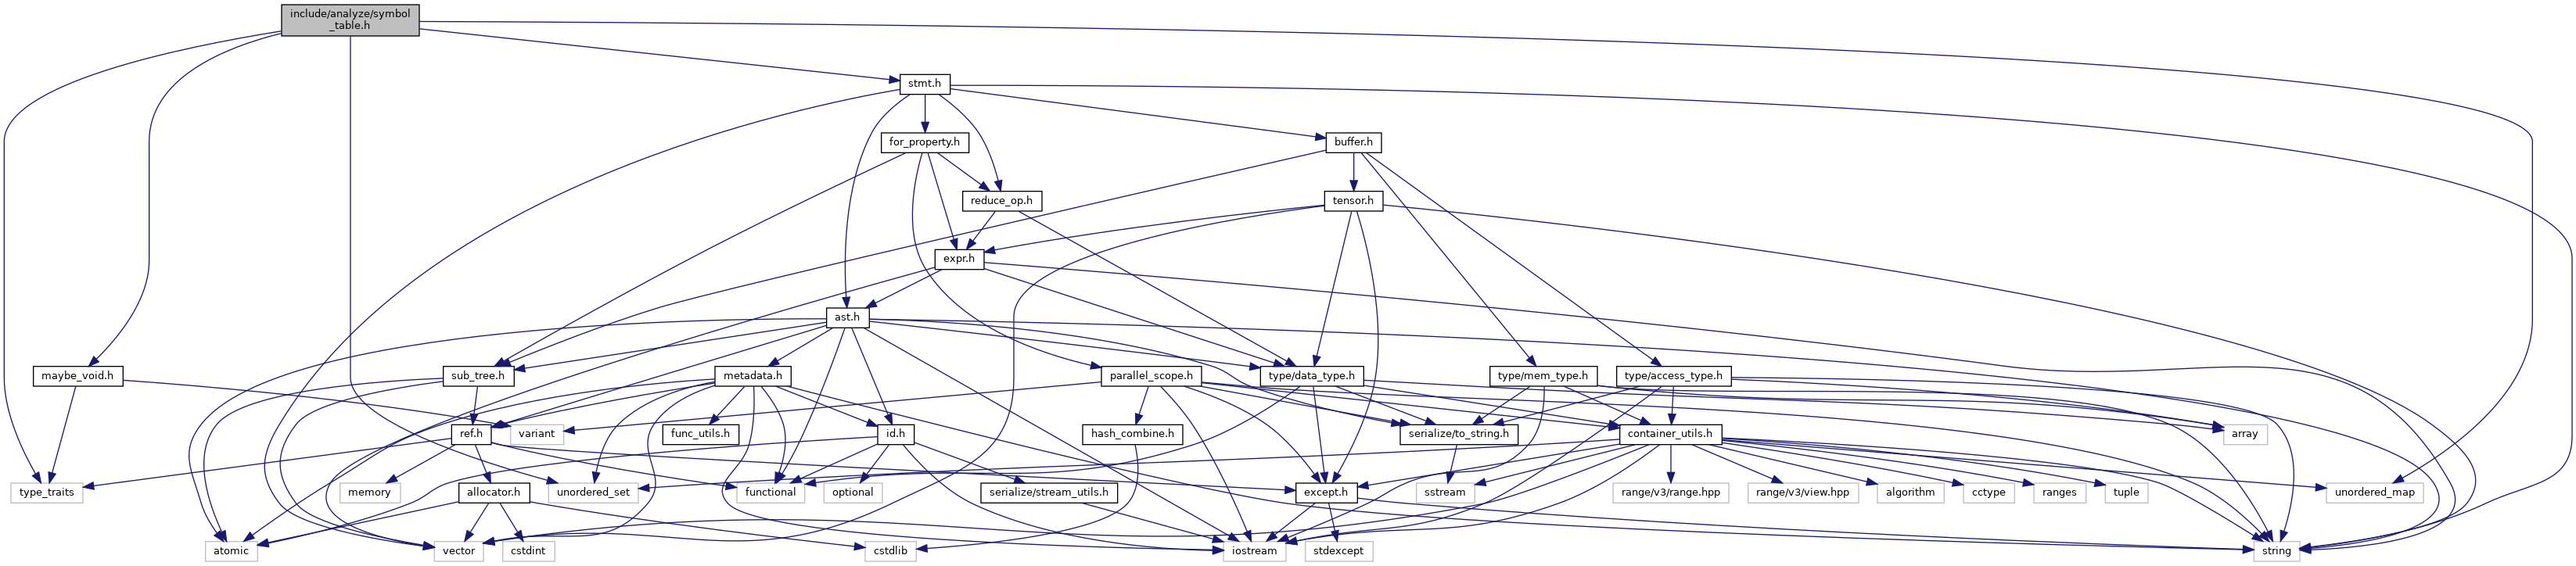 include/analyze/symbol
_table.h
stmt.h
for_property.h
buffer.h
reduce_op.h
tensor.h
expr.h
ast.h
maybe_void.h
sub_tree.h
metadata.h
parallel_scope.h
type/data_type.h
type/mem_type.h
type/access_type.h
ref.h
variant
func_utils.h
id.h
hash_combine.h
serialize/to_string.h
container_utils.h
array
type_traits
memory
allocator.h
unordered_set
functional
optional
serialize/stream_utils.h
except.h
sstream
range/v3/range.hpp
range/v3/view.hpp
algorithm
cctype
ranges
tuple
unordered_map
atomic
vector
cstdint
cstdlib
iostream
stdexcept
string